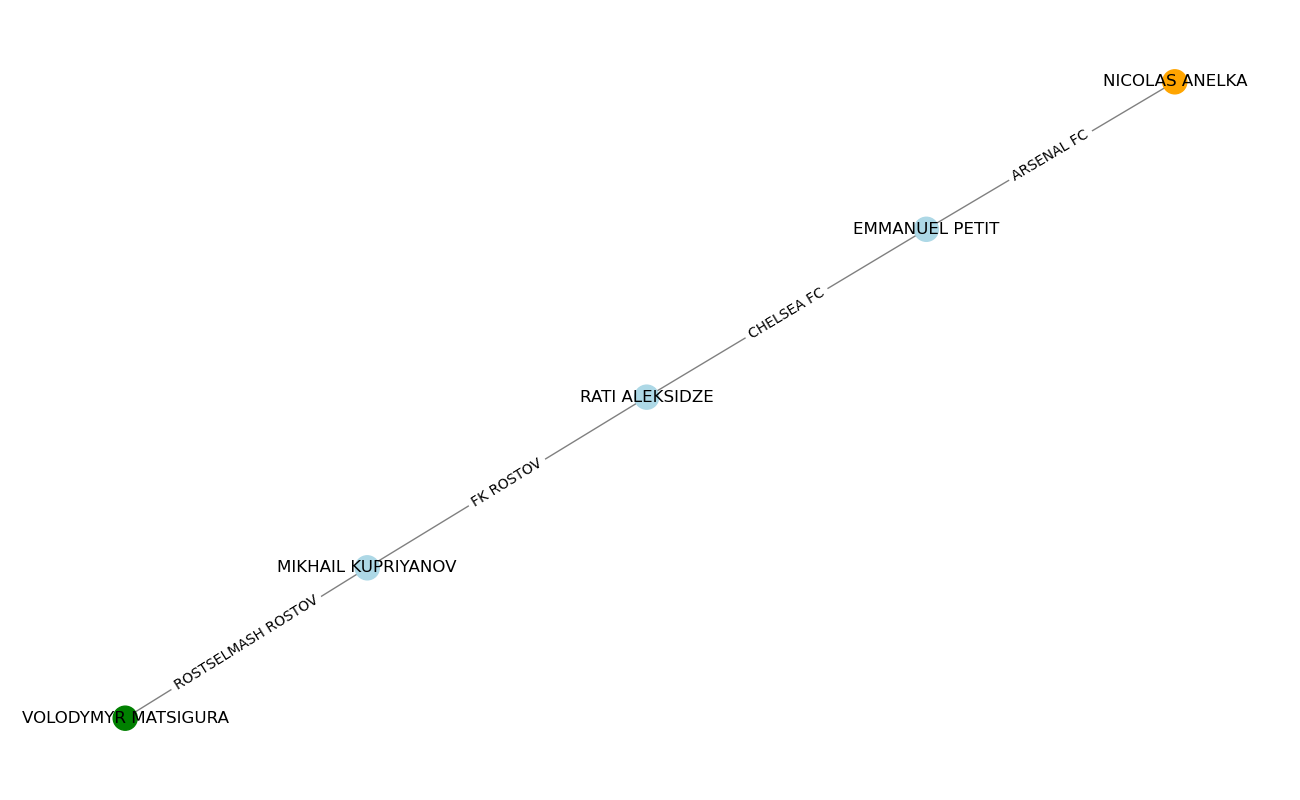 NICOLAS ANELKA
ARSENAL FC
EMMANUEL PETIT
CHELSEA FC
RATI ALEKSIDZE
FK ROSTOV
MIKHAIL KUPRIYANOV
ROSTSELMASH ROSTOV
VOLODYMYR MATSIGURA